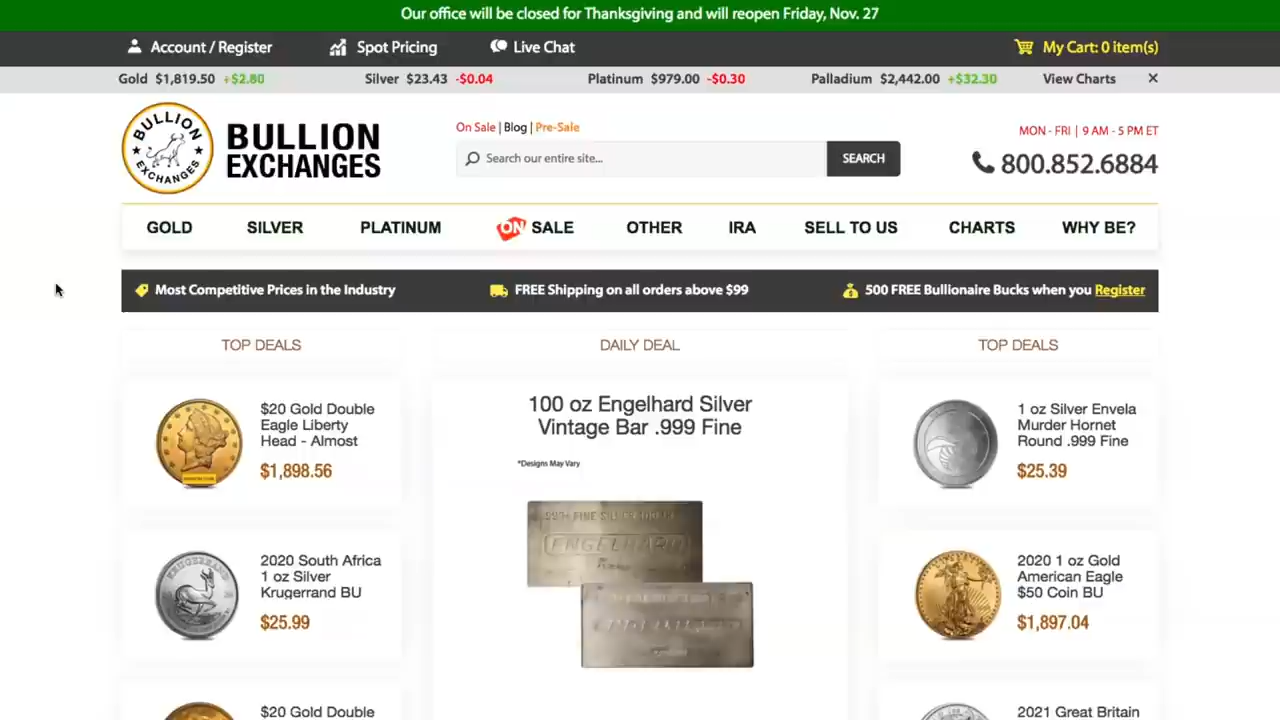 Our office will be closed for Thanksgiving and will reopen Friday, Nov. 27
Account / Register
Spot Pricing
Live Chat
My Cart: 0 item(s)
Gold $1,819.50 +$2.80
Silver $23.43 -$0.04
Platinum $979.00 -$0.30
Palladium $2,442.00 +$32.30
View Charts
BULLION EXCHANGES
BULLION
EXCHANGES
On Sale | Blog | Pre-Sale
Search our entire site...
SEARCH
MON - FRI | 9 AM - 5 PM ET
800.852.6884
GOLD
SILVER
PLATINUM
ON SALE
OTHER
IRA
SELL TO US
CHARTS
WHY BE?
Most Competitive Prices in the Industry
FREE Shipping on all orders above $99
500 FREE Bullionaire Bucks when you Register
TOP DEALS
$20 Gold Double
Eagle Liberty
Head - Almost
$1,898.56
2020 South Africa
1 oz Silver
Krugerrand BU
$25.99
$20 Gold Double
DAILY DEAL
100 oz Engelhard Silver
Vintage Bar .999 Fine
*Designs May Vary
ENGELHARD
TOP DEALS
1 oz Silver Envela
Murder Hornet
Round .999 Fine
$25.39
2020 1 oz Gold
American Eagle
$50 Coin BU
$1,897.04
2021 Great Britain